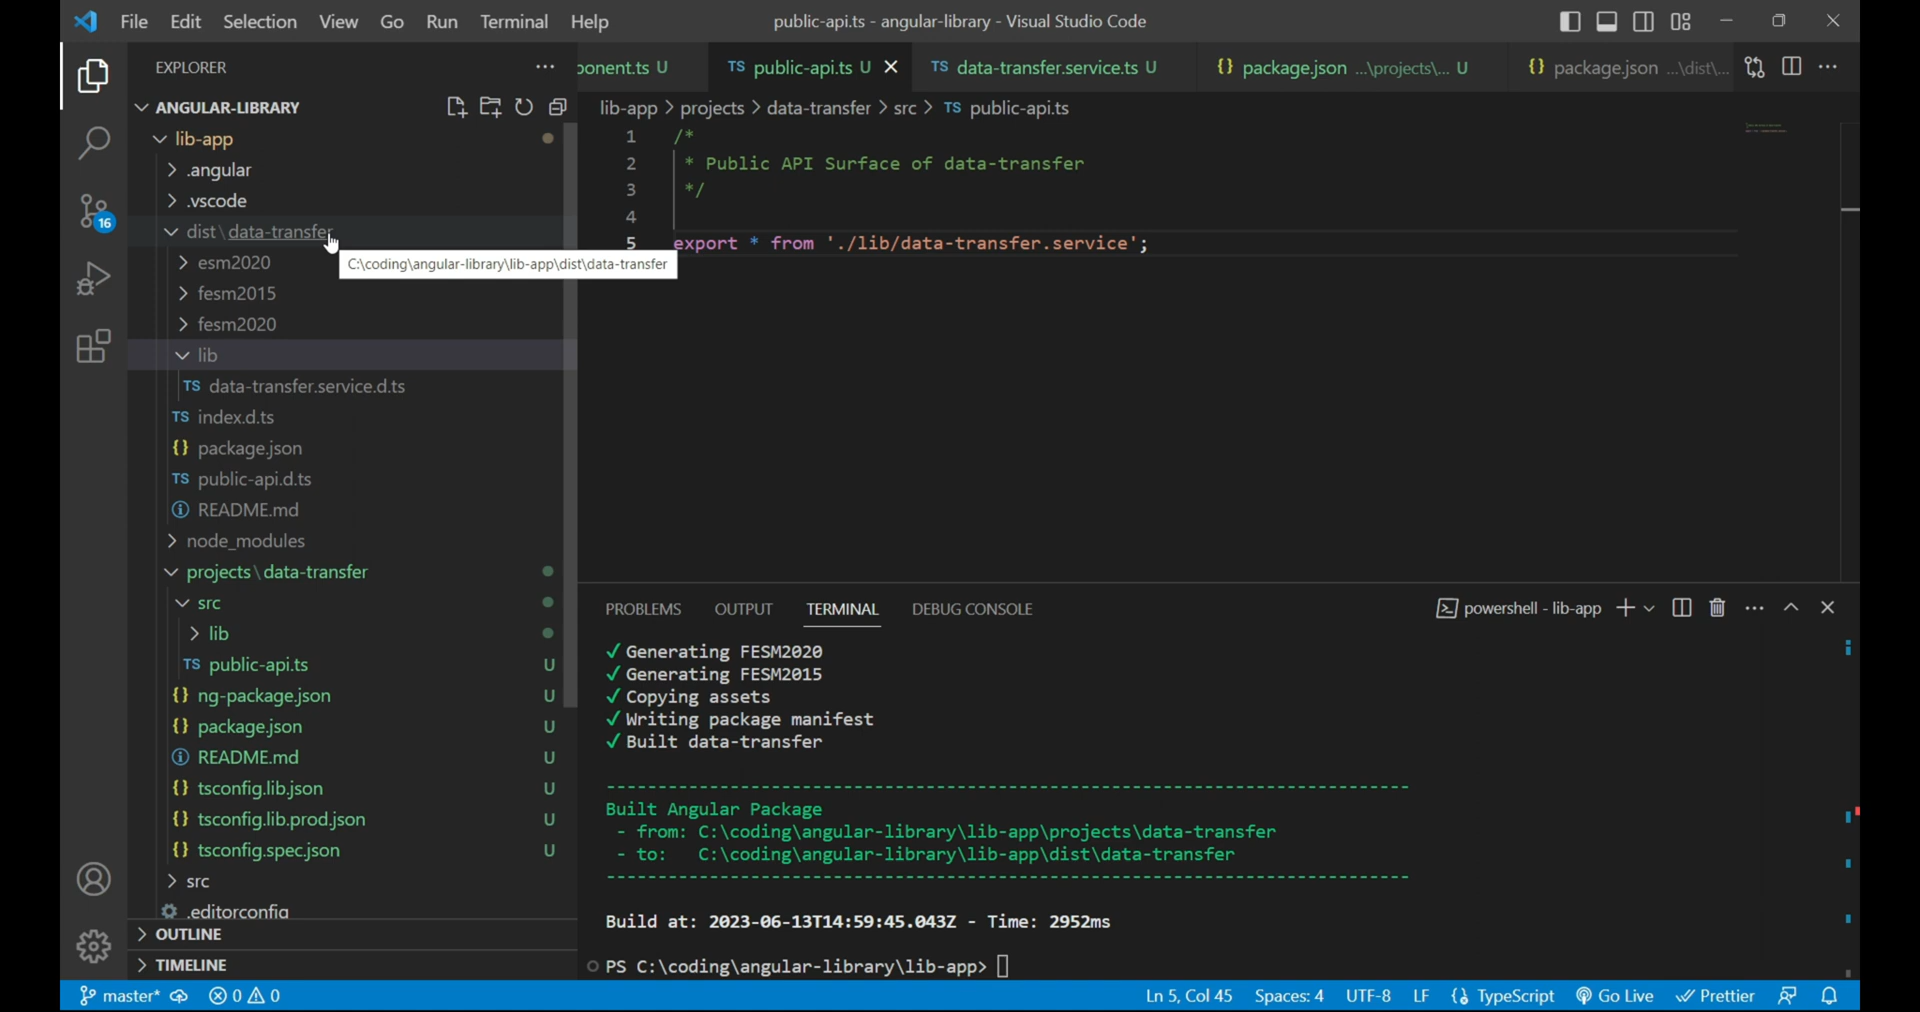 File Edit Selection View Go Run Terminal Help
public-api.ts - angular-library - Visual Studio Code
EXPLORER
ANGULAR-LIBRARY
lib-app
.angular
.vscode
dist\data-transfer
C:\coding\angular-library\lib-app\dist\data-transfer
esm2020
fesm2015
fesm2020
lib
TS data-transfer.service.d.ts
TS index.d.ts
{} package.json
TS public-api.d.ts
README.md
node_modules
projects\data-transfer
src
lib
TS public-api.ts U
{} ng-package.json U
{} package.json U
README.md U
{} tsconfig.lib.json U
{} tsconfig.lib.prod.json U
{} tsconfig.spec.json U
src
.editorconfig
OUTLINE
TIMELINE
16
ponent.ts U
TS public-api.ts U
TS data-transfer.service.ts U
{} package.json ...\projects\... U
{} package.json ...\dist\...
lib-app > projects > data-transfer > src > TS public-api.ts
1 /*
2 * Public API Surface of data-transfer
3 */
4
5 export * from './lib/data-transfer.service';
PROBLEMS OUTPUT TERMINAL DEBUG CONSOLE
powershell - lib-app
✓ Generating FESM2020
✓ Generating FESM2015
✓ Copying assets
✓ Writing package manifest
✓ Built data-transfer
------------------------------------------------------------------------------
Built Angular Package
- from: C:\coding\angular-library\lib-app\projects\data-transfer
- to: C:\coding\angular-library\lib-app\dist\data-transfer
------------------------------------------------------------------------------
Build at: 2023-06-13T14:59:45.043Z - Time: 2952ms
PS C:\coding\angular-library\lib-app>
master* 0 0
Ln 5, Col 45 Spaces: 4 UTF-8 LF {} TypeScript Go Live Prettier